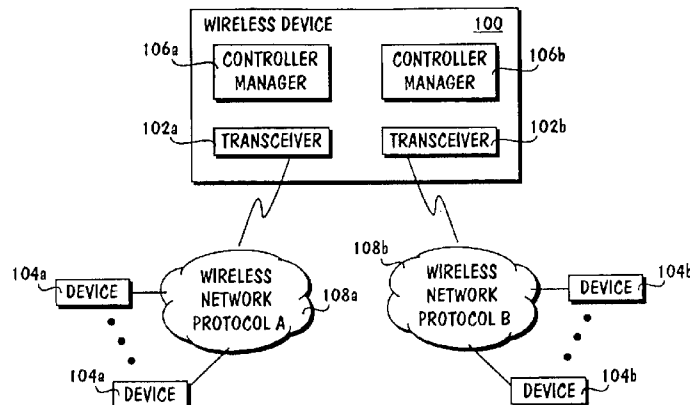 WIRELESS DEVICE 100
106a CONTROLLER MANAGER
CONTROLLER MANAGER 106b
102a TRANSCEIVER
TRANSCEIVER 102b
104a DEVICE
WIRELESS NETWORK PROTOCOL A 108a
108b WIRELESS NETWORK PROTOCOL B
DEVICE 104b
104a DEVICE
DEVICE 104b